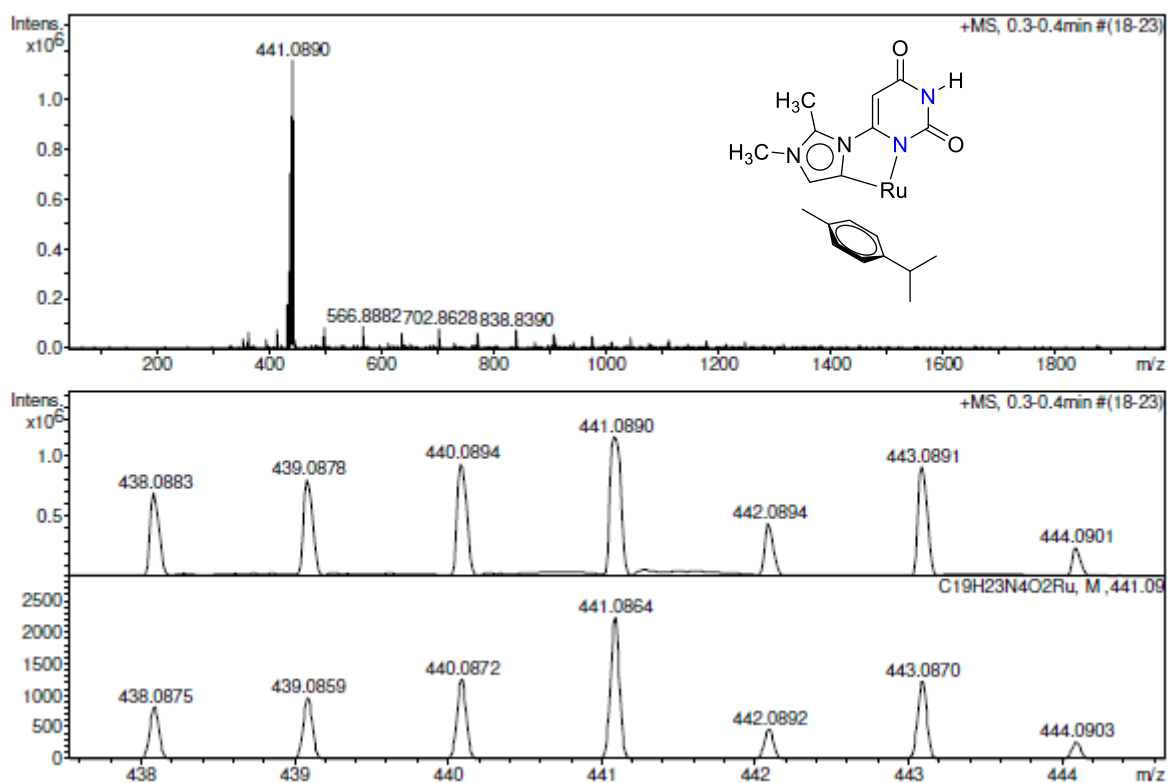 Intens.
x10⁶
+MS, 0.3-0.4min #(18-23)
441.0890
1.0
0.8
0.6
0.4
0.2
0.0
566.8882 702.8628 838.8390
200 400 600 800 1000 1200 1400 1600 1800 m/z
O
H
N
H3C CH3
N
N
O
H3C N
Ru
Intens.
x10⁶
+MS, 0.3-0.4min #(18-23)
1.0
0.5
438.0883
439.0878
440.0894
441.0890
442.0894
443.0891
444.0901
C19H23N4O2Ru, M ,441.09
2500
2000
1500
1000
500
0
438.0875
439.0859
440.0872
441.0864
442.0892
443.0870
444.0903
438 439 440 441 442 443 444 m/z